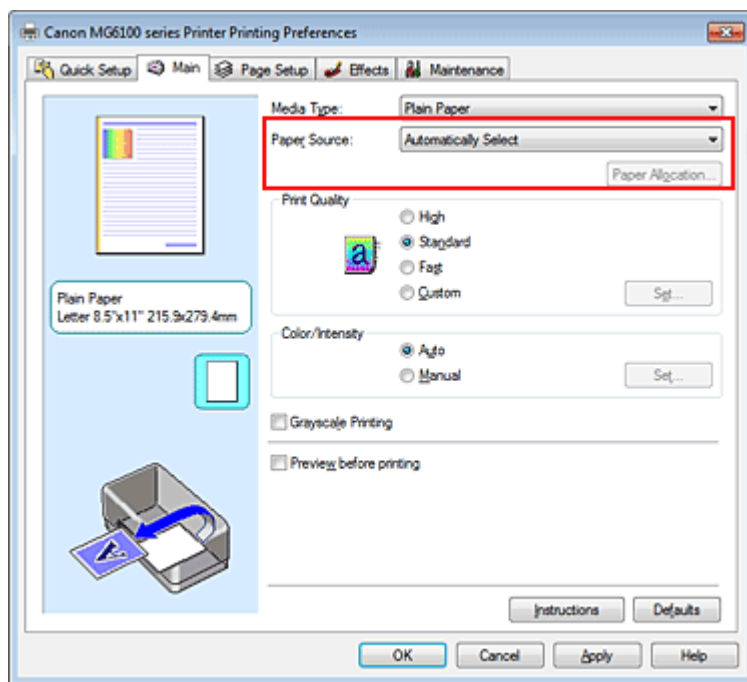 Canon MG6100 series Printer Printing Preferences
Quick Setup Main Page Setup Effects Maintenance
Media Type: Plain Paper
Paper Source: Automatically Select
Paper Allocation...
Print Quality
High
a Standard
Fast
Custom Set...
Plain Paper
Letter 8.5"x11" 215.9x279.4mm
Color/Intensity
Auto
Manual Set...
Grayscale Printing
Preview before printing
A
Instructions Defaults
OK Cancel Apply Help